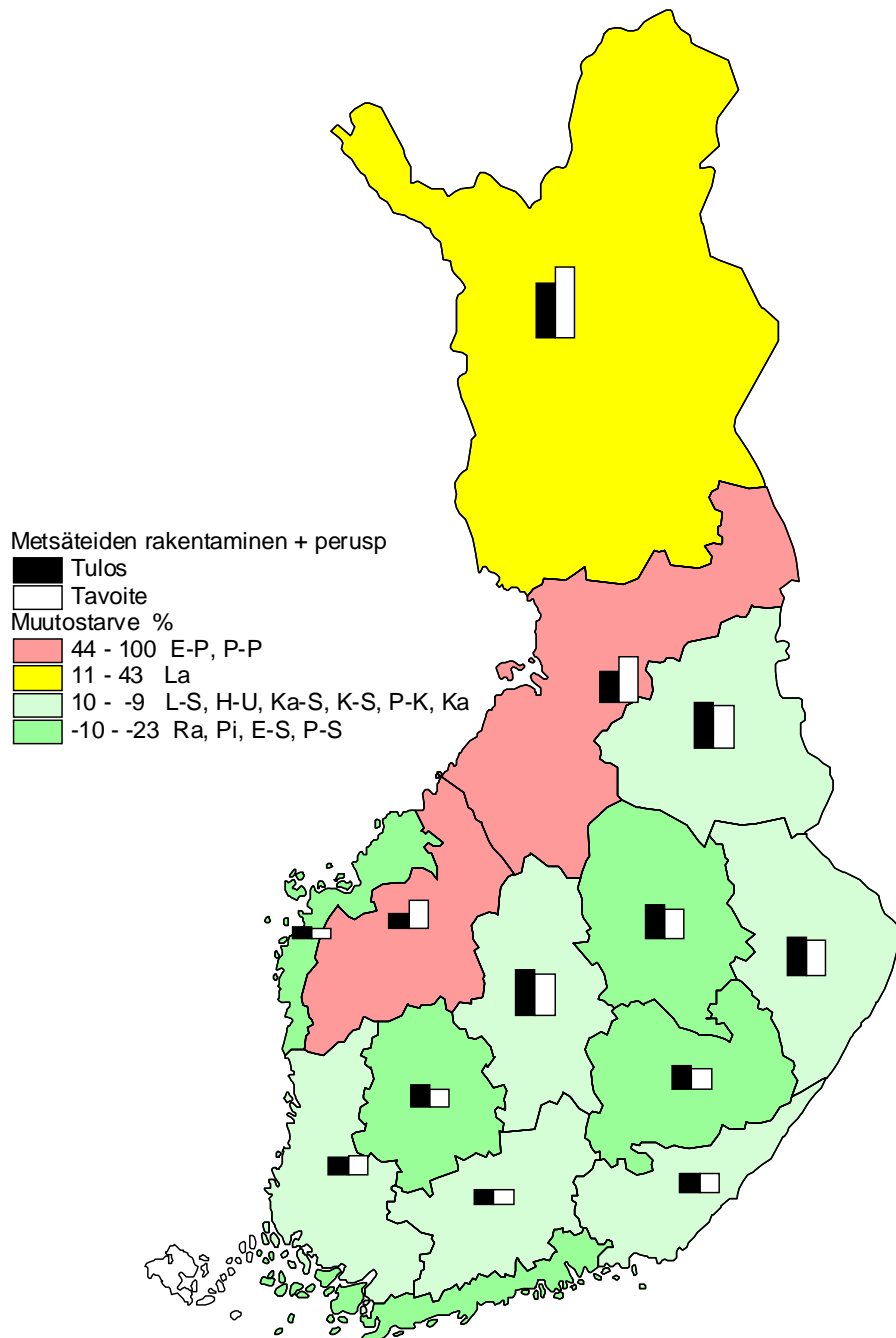 Metsäteiden rakentaminen + perusp
Tulos
Tavoite
Muutostarve %
44 - 100 E-P, P-P
11 - 43 La
10 - -9 L-S, H-U, Ka-S, K-S, P-K, Ka
-10 - -23 Ra, Pi, E-S, P-S